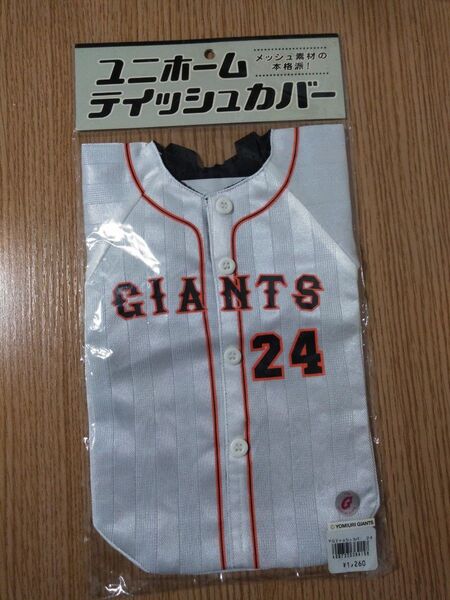 ユニホーム
ティッシュカバー
メッシュ素材の
本格派！
GIANTS
24
G
© YOMIURI GIANTS
¥1,260